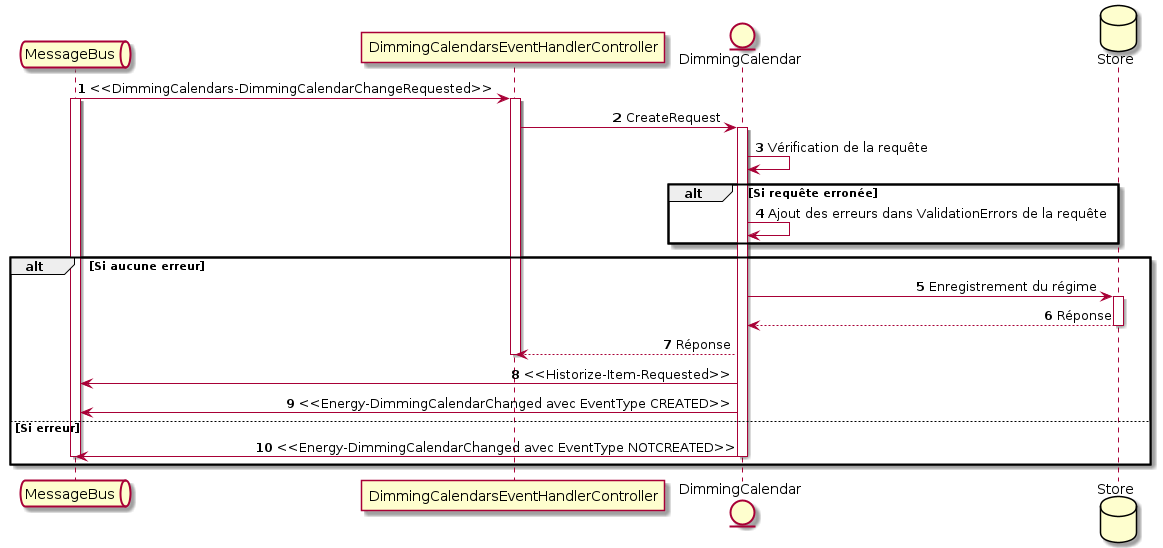 Store
MessageBus
DimmingCalendarsEventHandlerController
DimmingCalendar
1 <<DimmingCalendars-DimmingCalendarChangeRequested>>
2 CreateRequest
3 Vérification de la requête
alt
[Si requête erronée]
4 Ajout des erreurs dans ValidationErrors de la requête
alt
[Si aucune erreur]
5 Enregistrement du régime
6 Réponse
7 Réponse
8 <<Historize-Item-Requested>>
9 <<Energy-DimmingCalendarChanged avec EventType CREATED>>
[Si erreur]
10 <<Energy-DimmingCalendarChanged avec EventType NOTCREATED>>
MessageBus
DimmingCalendarsEventHandlerController
DimmingCalendar
Store